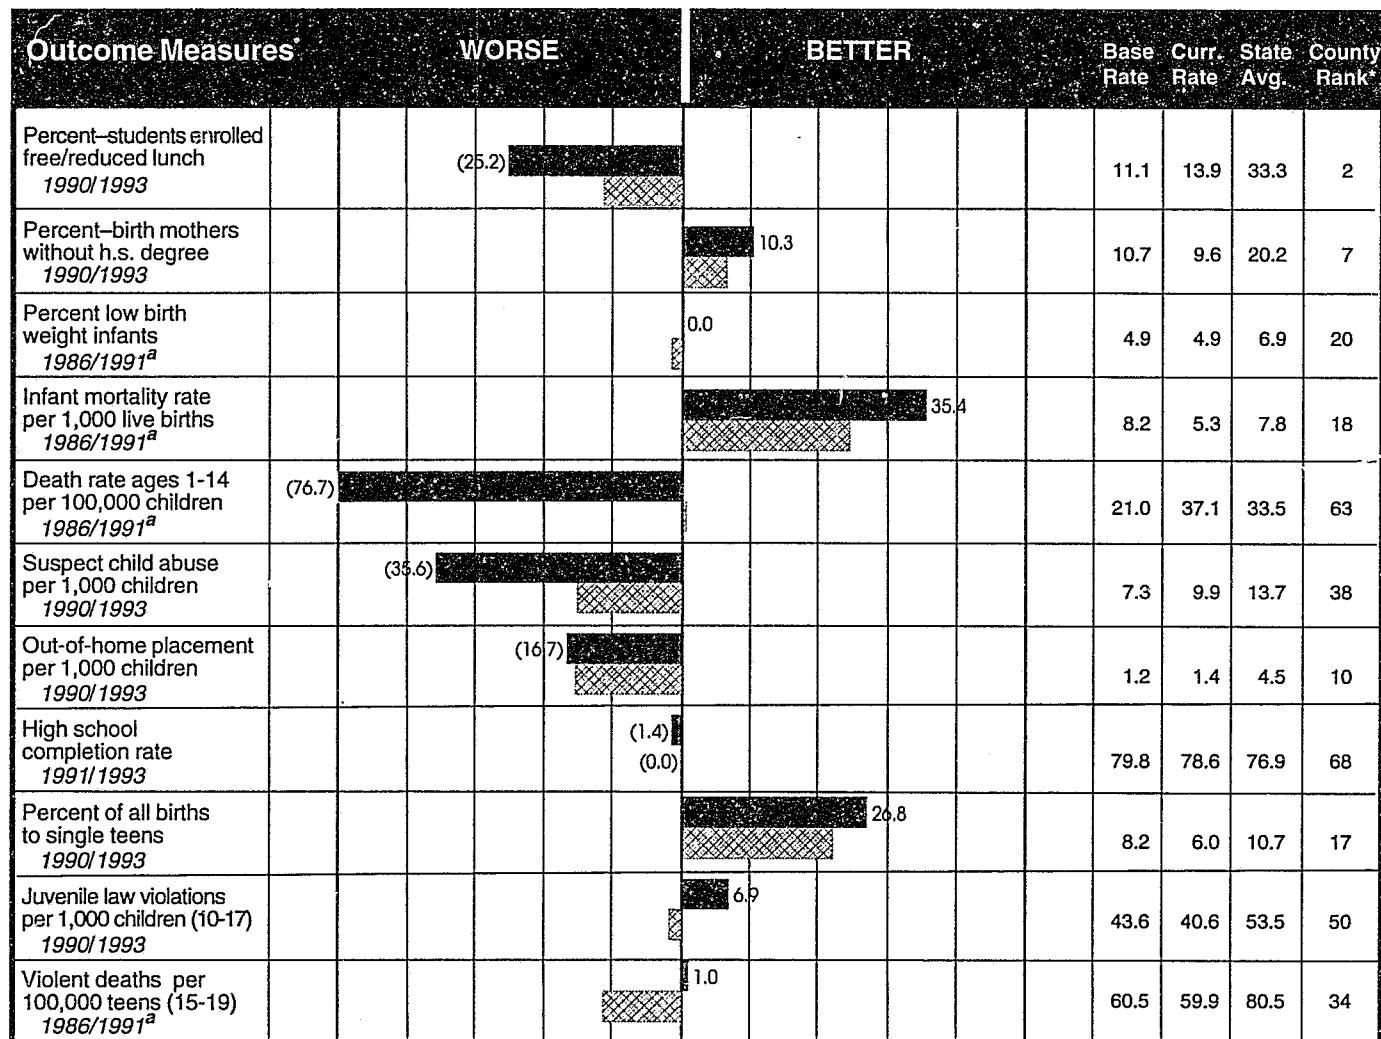 Outcome Measures* WORSE BETTER Base Rate Curr. Rate State Avg. County Rank*
Percent–students enrolled
free/reduced lunch
1990/1993
(25.2)
11.1 13.9 33.3 2
Percent–birth mothers
without h.s. degree
1990/1993
10.3
10.7 9.6 20.2 7
Percent low birth
weight infants
1986/1991a
0.0
4.9 4.9 6.9 20
Infant mortality rate
per 1,000 live births
1986/1991a
35.4
8.2 5.3 7.8 18
Death rate ages 1-14
per 100,000 children
1986/1991a
(76.7)
21.0 37.1 33.5 63
Suspect child abuse
per 1,000 children
1990/1993
(35.6)
7.3 9.9 13.7 38
Out-of-home placement
per 1,000 children
1990/1993
(16.7)
1.2 1.4 4.5 10
High school
completion rate
1991/1993
(1.4)
(0.0)
79.8 78.6 76.9 68
Percent of all births
to single teens
1990/1993
26.8
8.2 6.0 10.7 17
Juvenile law violations
per 1,000 children (10-17)
1990/1993
6.9
43.6 40.6 53.5 50
Violent deaths per
100,000 teens (15-19)
1986/1991a
1.0
60.5 59.9 80.5 34